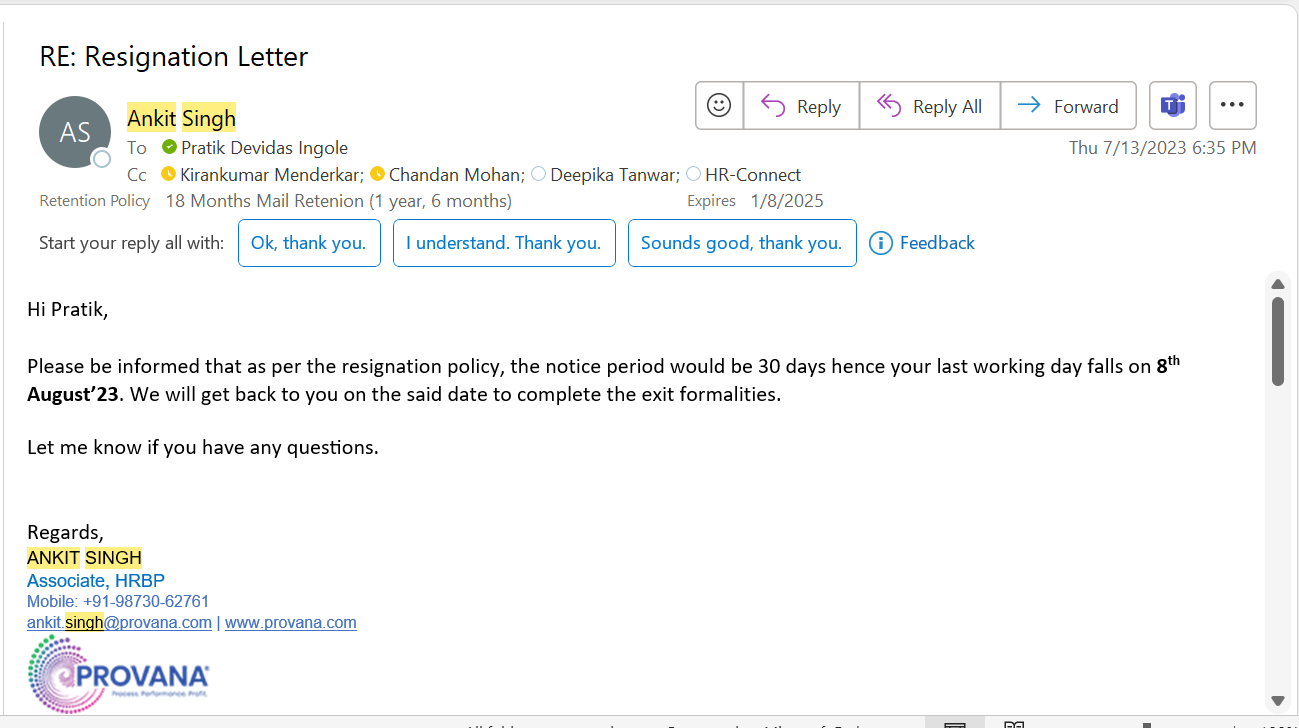 RE: Resignation Letter
AS
Ankit Singh
Reply
Reply All
Forward
To Pratik Devidas Ingole
Thu 7/13/2023 6:35 PM
Cc Kirankumar Menderkar; Chandan Mohan; Deepika Tanwar; HR-Connect
Retention Policy 18 Months Mail Retenion (1 year, 6 months) Expires 1/8/2025
Start your reply all with: Ok, thank you. I understand. Thank you. Sounds good, thank you. Feedback
Hi Pratik,
Please be informed that as per the resignation policy, the notice period would be 30 days hence your last working day falls on 8th
August’23. We will get back to you on the said date to complete the exit formalities.
Let me know if you have any questions.
Regards,
ANKIT SINGH
Associate, HRBP
Mobile: +91-98730-62761
ankit.singh@provana.com | www.provana.com
PROVANA
Process. Performance. Profit.